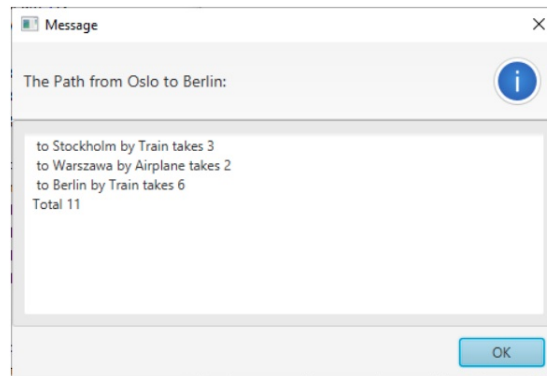 Message
The Path from Oslo to Berlin:
to Stockholm by Train takes 3
to Warszawa by Airplane takes 2
to Berlin by Train takes 6
Total 11
OK